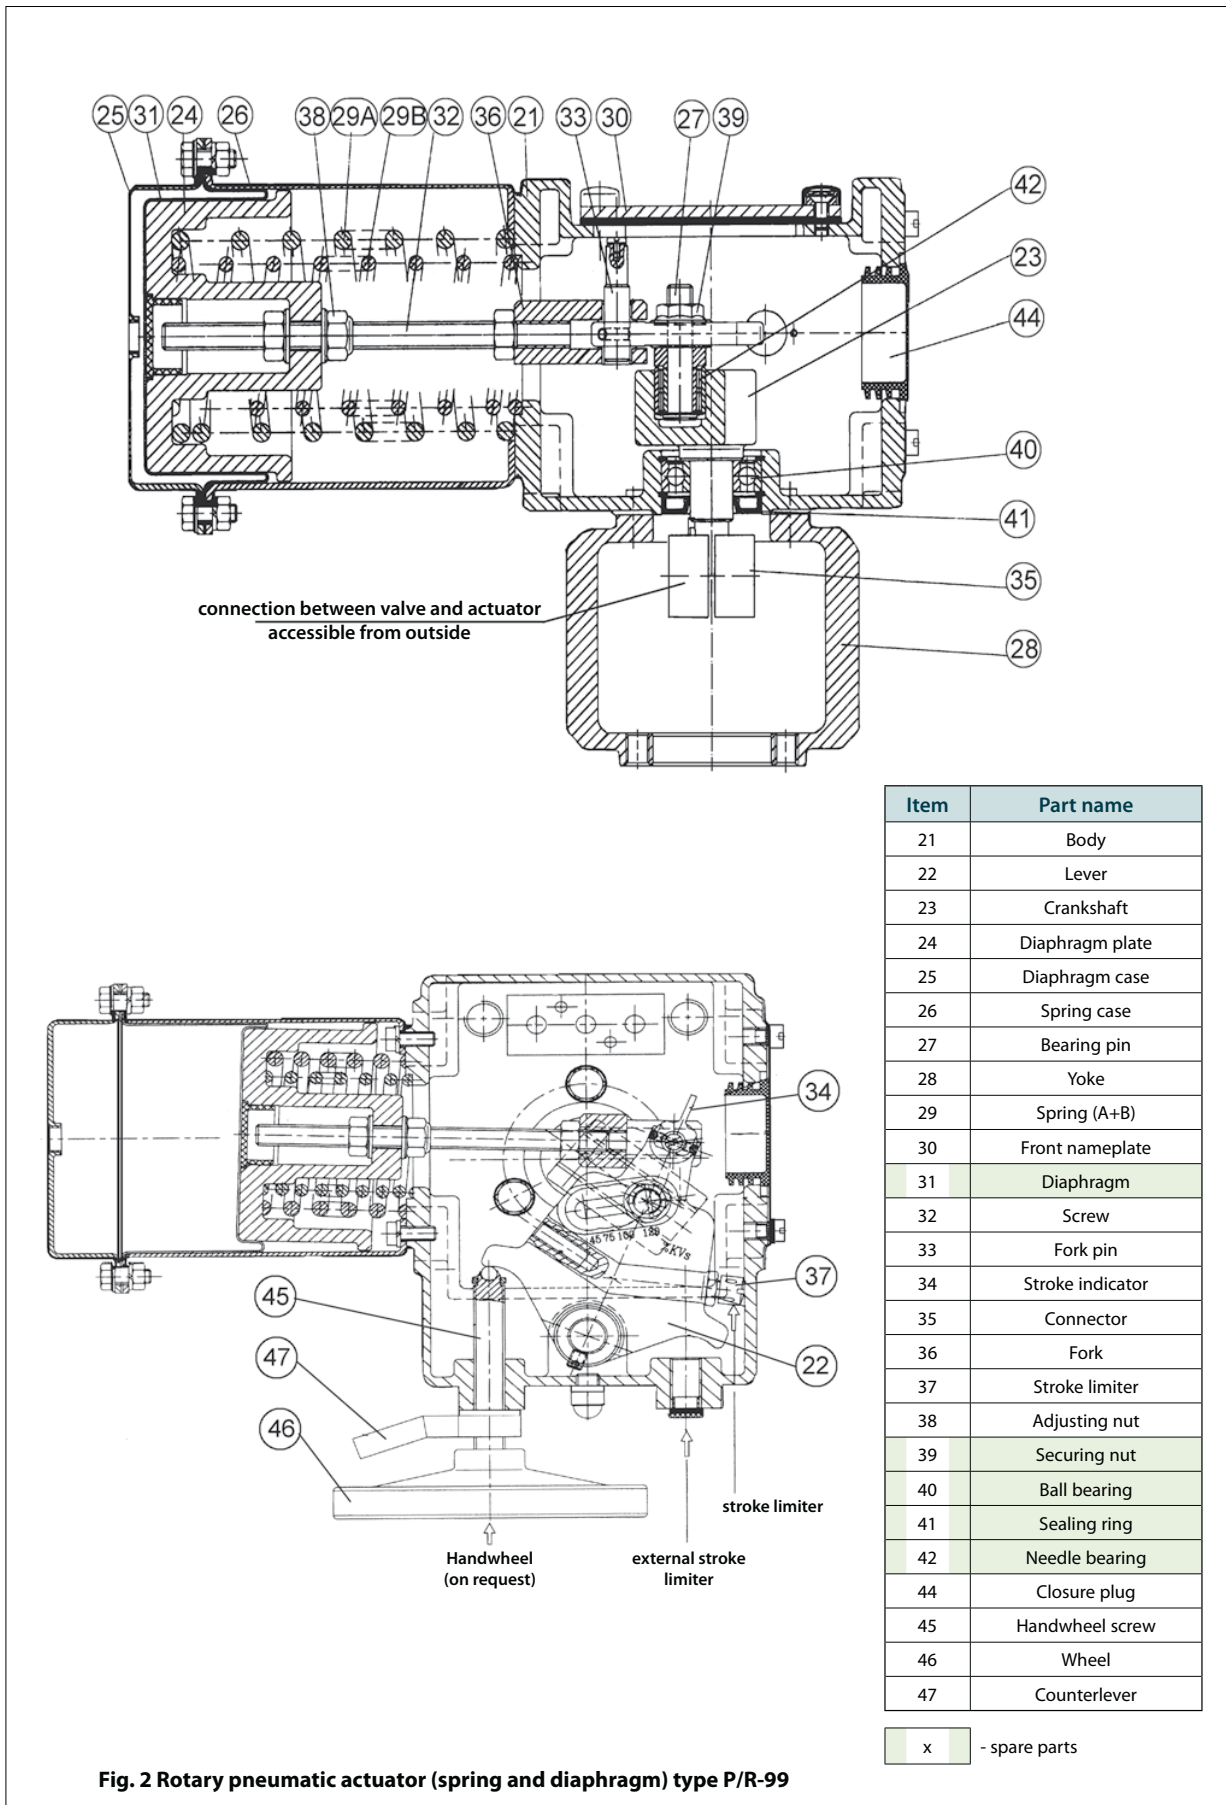 25 31 24 26 38 29A 29B 32 36 21 33 30 27 39
42
23
44
40
41
35
28
connection between valve and actuator
accessible from outside
Item Part name
21 Body
22 Lever
23 Crankshaft
24 Diaphragm plate
25 Diaphragm case
26 Spring case
27 Bearing pin
28 Yoke
29 Spring (A+B)
30 Front nameplate
31 Diaphragm
32 Screw
33 Fork pin
34 Stroke indicator
35 Connector
36 Fork
37 Stroke limiter
38 Adjusting nut
39 Securing nut
40 Ball bearing
41 Sealing ring
42 Needle bearing
44 Closure plug
45 Handwheel screw
46 Wheel
47 Counterlever
x - spare parts
34
45 75 100
%KVs
37
45
47
22
46
stroke limiter
Handwheel
(on request)
external stroke
limiter
Fig. 2 Rotary pneumatic actuator (spring and diaphragm) type P/R-99